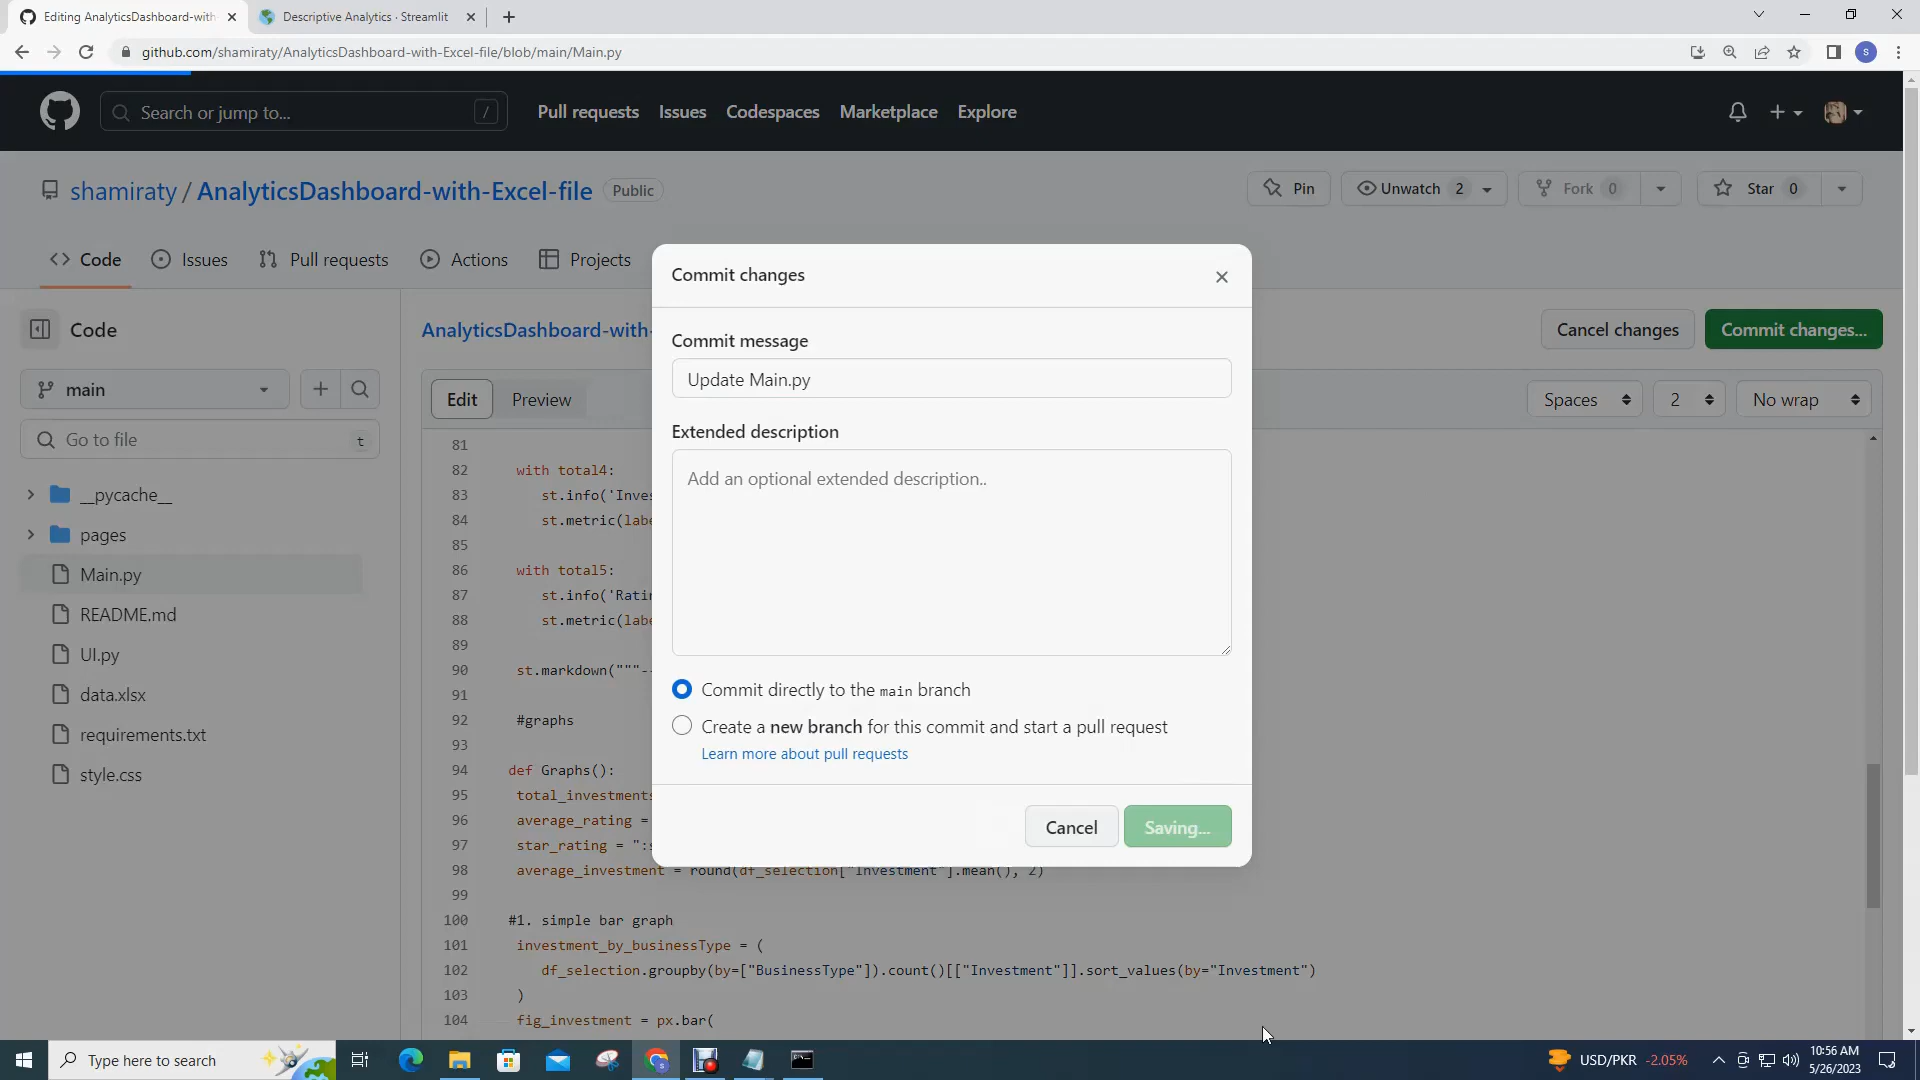 Editing AnalyticsDashboard-with-
Descriptive Analytics · Streamlit
github.com/shamiraty/AnalyticsDashboard-with-Excel-file/blob/main/Main.py
S
Search or jump to...
/
Pull requests
Issues
Codespaces
Marketplace
Explore
shamiraty / AnalyticsDashboard-with-Excel-file
Public
Pin
Unwatch 2
Fork 0
Star 0
Code
Issues
Pull requests
Actions
Projects
Code
AnalyticsDashboard-with-
Cancel changes
Commit changes...
main
Go to file
t
__pycache__
pages
Main.py
README.md
UI.py
data.xlsx
requirements.txt
style.css
Edit
Preview
Spaces
2
No wrap
81
82 with total4:
83 st.info('Inves
84 st.metric(labe
85
86 with total5:
87 st.info('Ratin
88 st.metric(labe
89
90 st.markdown("""--
91
92 #graphs
93
94 def Graphs():
95 total_investments
96 average_rating =
97 star_rating = ":s
98 average_investment = round(df_selection["Investment"].mean(), 2)
99
100 #1. simple bar graph
101 investment_by_businessType = (
102 df_selection.groupby(by=["BusinessType"]).count()[["Investment"]].sort_values(by="Investment")
103 )
104 fig_investment = px.bar(
Commit changes
Commit message
Update Main.py
Extended description
Add an optional extended description..
Commit directly to the main branch
Create a new branch for this commit and start a pull request
Learn more about pull requests
Cancel
Saving...
Type here to search
USD/PKR -2.05%
10:56 AM
5/26/2023